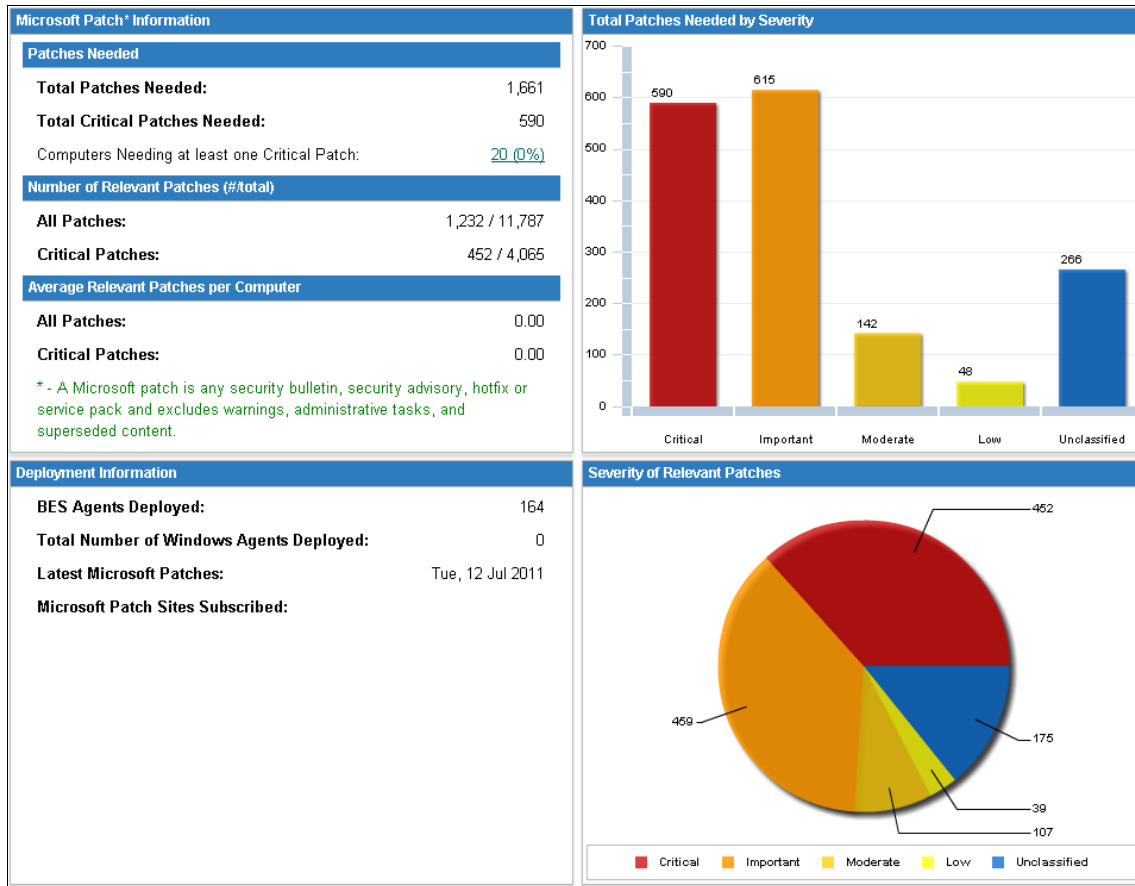 Microsoft Patch* Information
Patches Needed
Total Patches Needed: 1,661
Total Critical Patches Needed: 590
Computers Needing at least one Critical Patch: 20 (0%)
Number of Relevant Patches (#/total)
All Patches: 1,232 / 11,787
Critical Patches: 452 / 4,065
Average Relevant Patches per Computer
All Patches: 0.00
Critical Patches: 0.00
* - A Microsoft patch is any security bulletin, security advisory, hotfix or
service pack and excludes warnings, administrative tasks, and
superseded content.
Total Patches Needed by Severity
700
600
500
400
300
200
100
0
590
615
142
48
266
Critical Important Moderate Low Unclassified
Deployment Information
BES Agents Deployed: 164
Total Number of Windows Agents Deployed: 0
Latest Microsoft Patches: Tue, 12 Jul 2011
Microsoft Patch Sites Subscribed:
Severity of Relevant Patches
452
459
175
39
107
Critical Important Moderate Low Unclassified